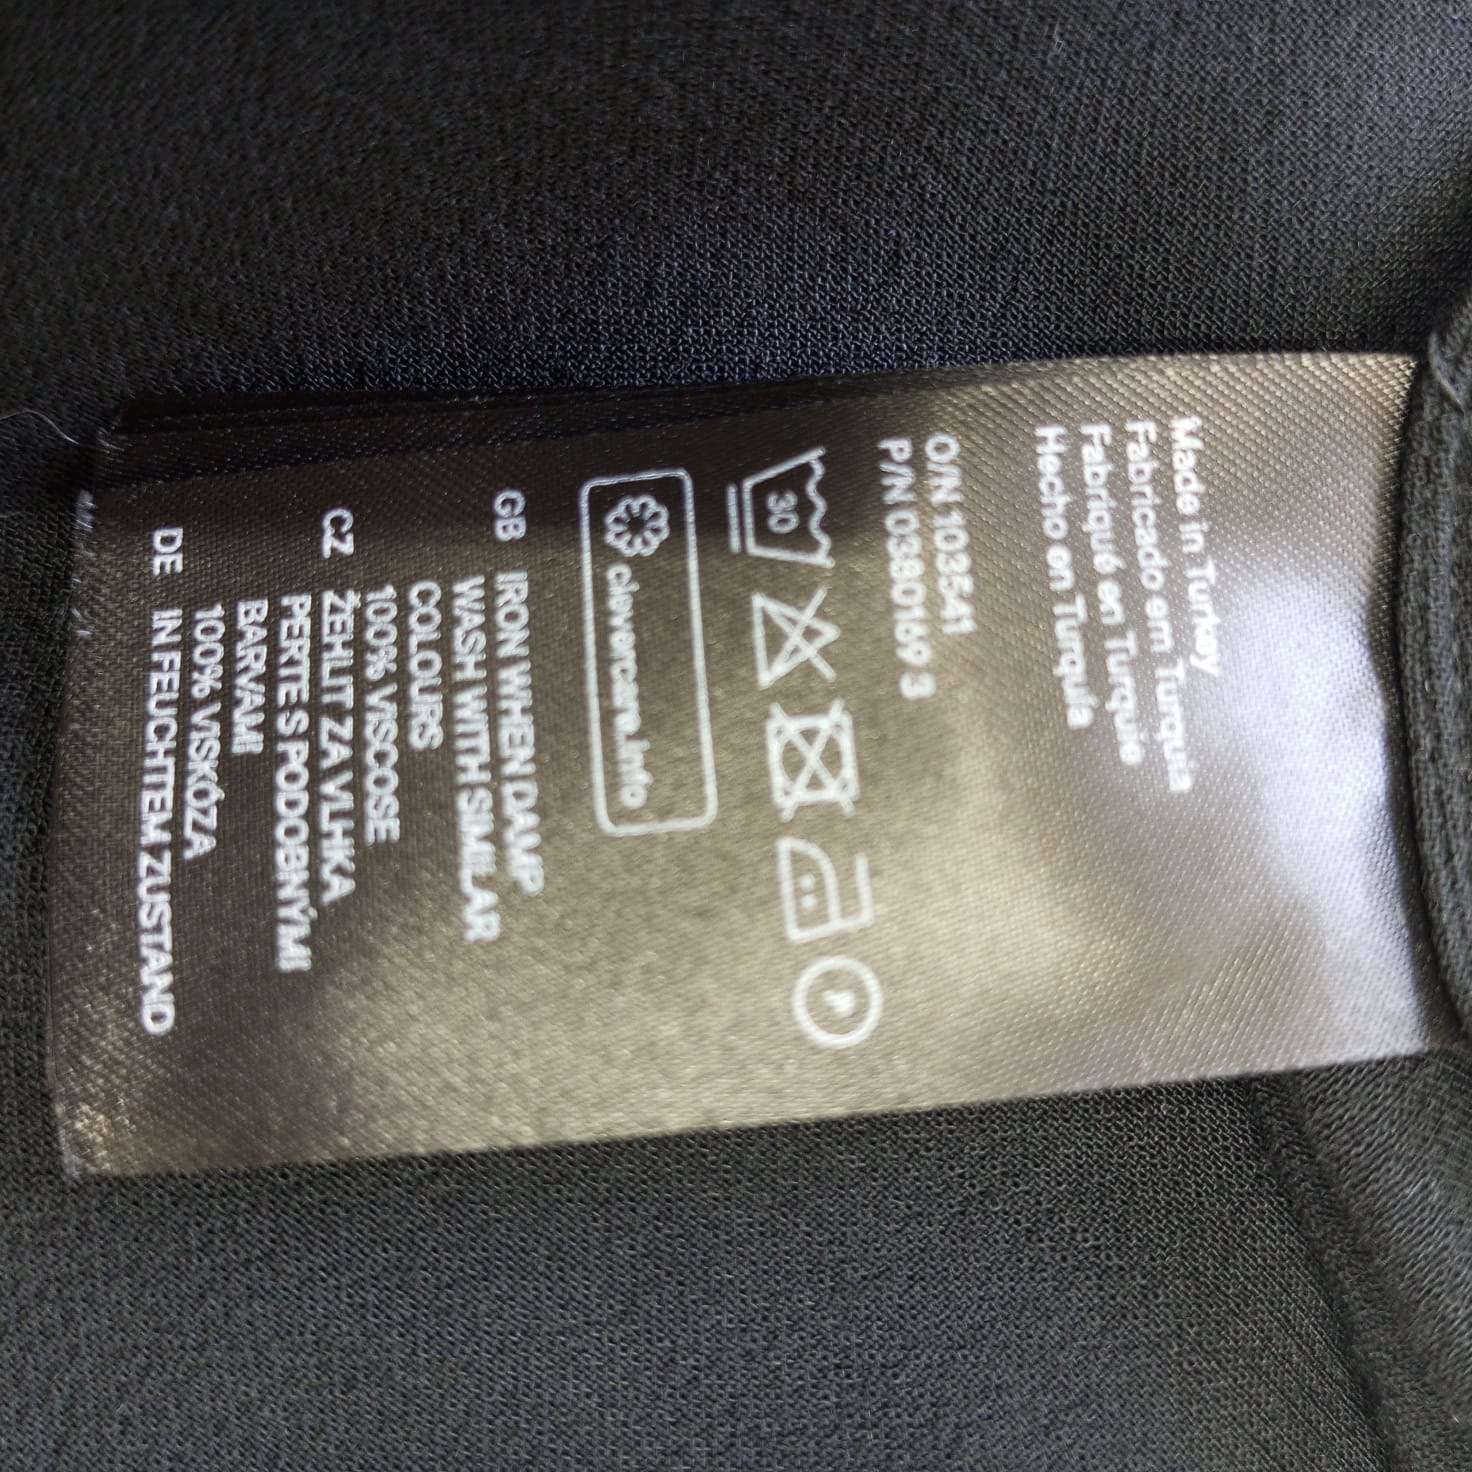 Made in Turkey
Fabricado em Turquia
Fabriqué en Turquie
Hecho en Turquía
O/N 103541
P/N 0380169 3
30
P
clevercare.info
GB IRON WHEN DAMP
WASH WITH SIMILAR
COLOURS
100% VISCOSE
CZ ŽEHLIT ZA VLHKA
PERTE S PODOBNÝMI
BARVAMI
100% VISKÓZA
DE IN FEUCHTEM ZUSTAND